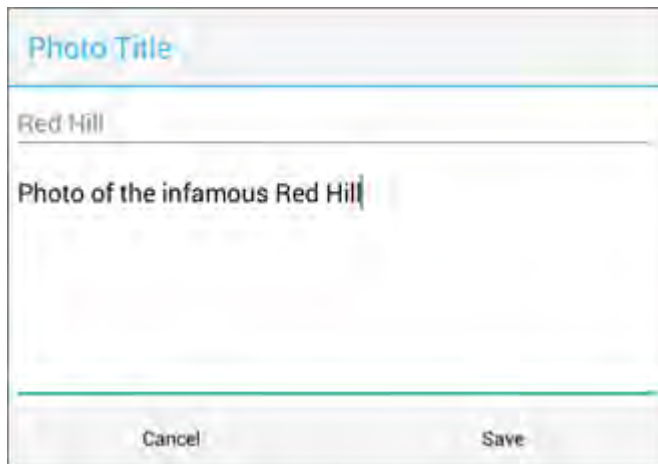 Photo Title
Red Hill
Photo of the infamous Red Hill
Cancel
Save